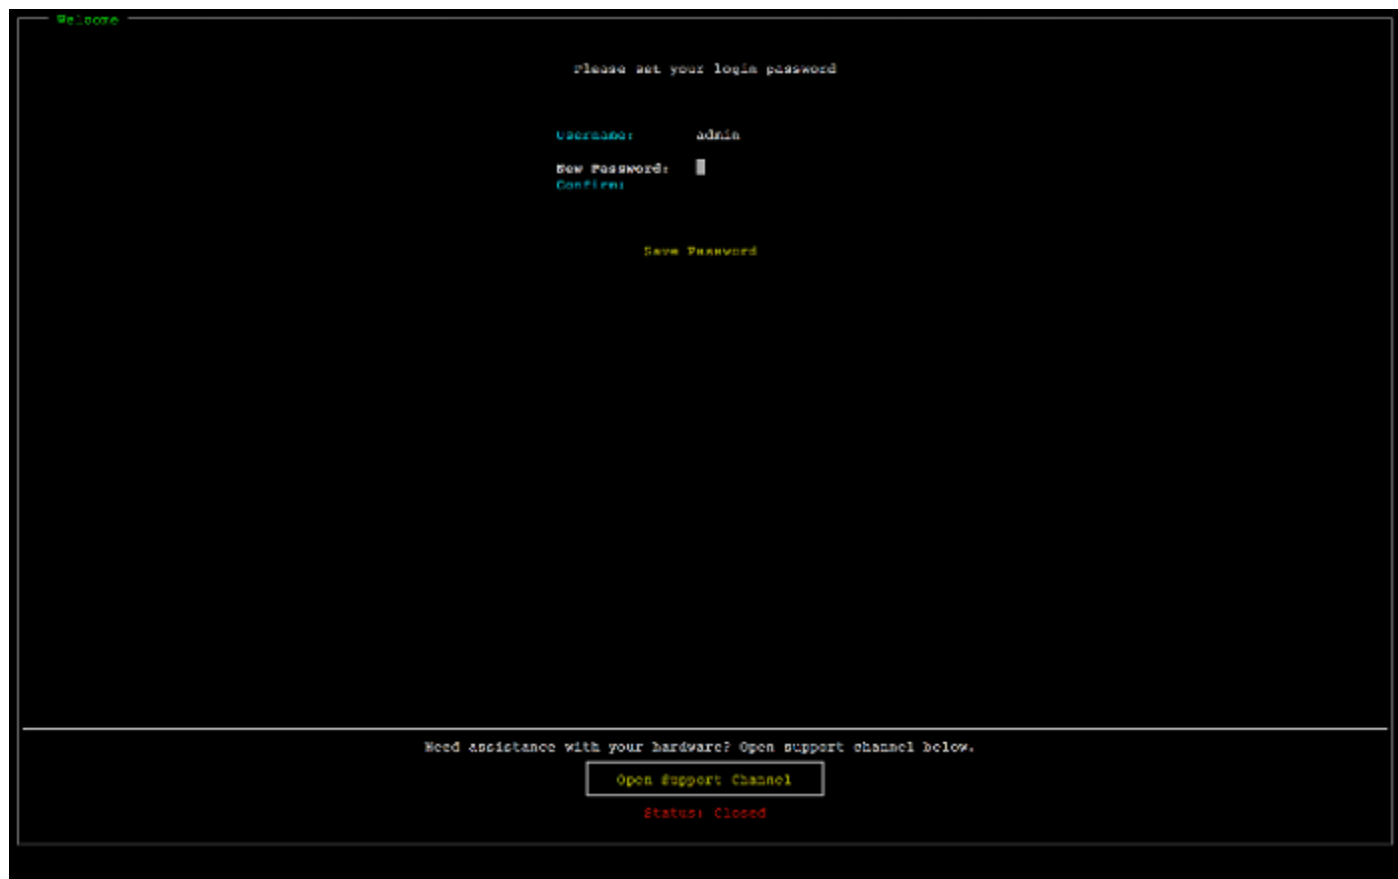 Welcome
Please set your login password
Username: admin
New Password:
Confirm:
Save Password
Need assistance with your hardware? Open support channel below.
Open Support Channel
Status: Closed